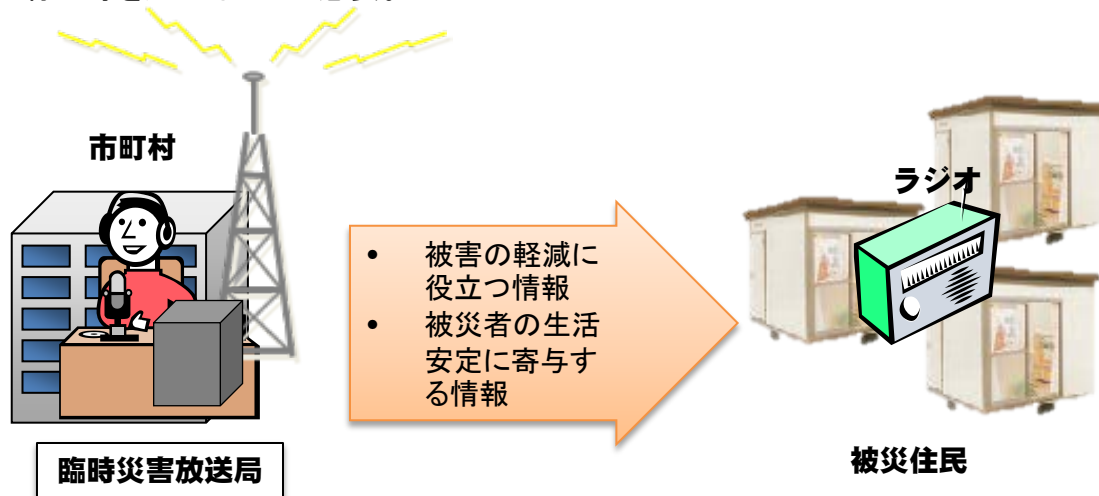 市町村
ラジオ
• 被害の軽減に
役立つ情報
• 被災者の生活
安定に寄与す
る情報
臨時災害放送局
被災住民